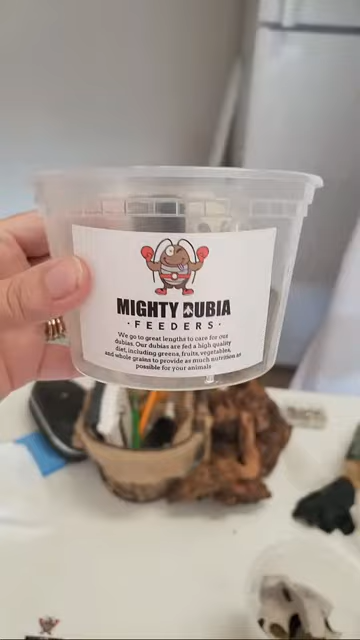 MIGHTY DUBIA
· FEEDERS ·
We go to great lengths to care for our
dubias. Our dubias are fed a high quality
diet, including greens, fruits, vegetables,
and whole grains to provide as much nutrition as
possible for your animals